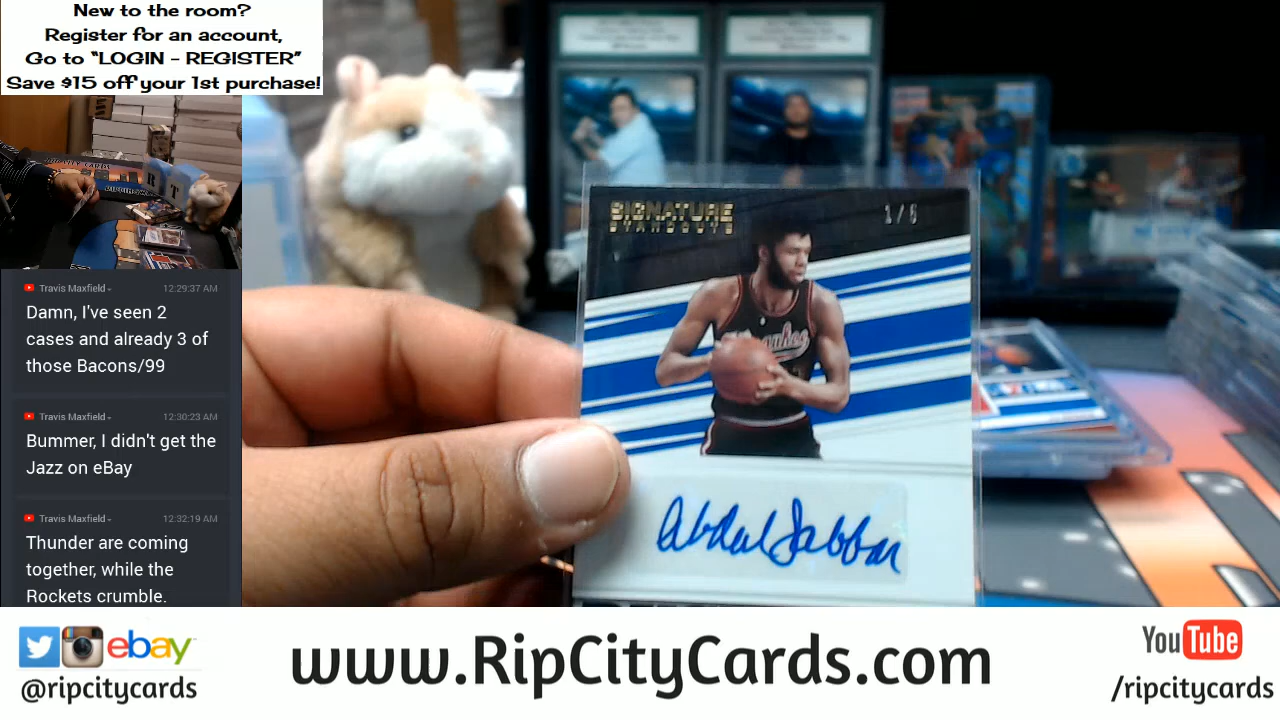 New to the room?
Register for an account,
Go to “LOGIN - REGISTER”
Save $15 off your 1st purchase!
Travis Maxfield
12:29:37 AM
Damn, I've seen 2
cases and already 3 of
those Bacons/99
Travis Maxfield
12:30:23 AM
Bummer, I didn't get the
Jazz on eBay
Travis Maxfield
12:32:19 AM
Thunder are coming
together, while the
Rockets crumble.
SIGNATURE
STANDOUTS
Abdul Jabbar
ebay
@ripcitycards
www.RipCityCards.com
YouTube
/ripcitycards